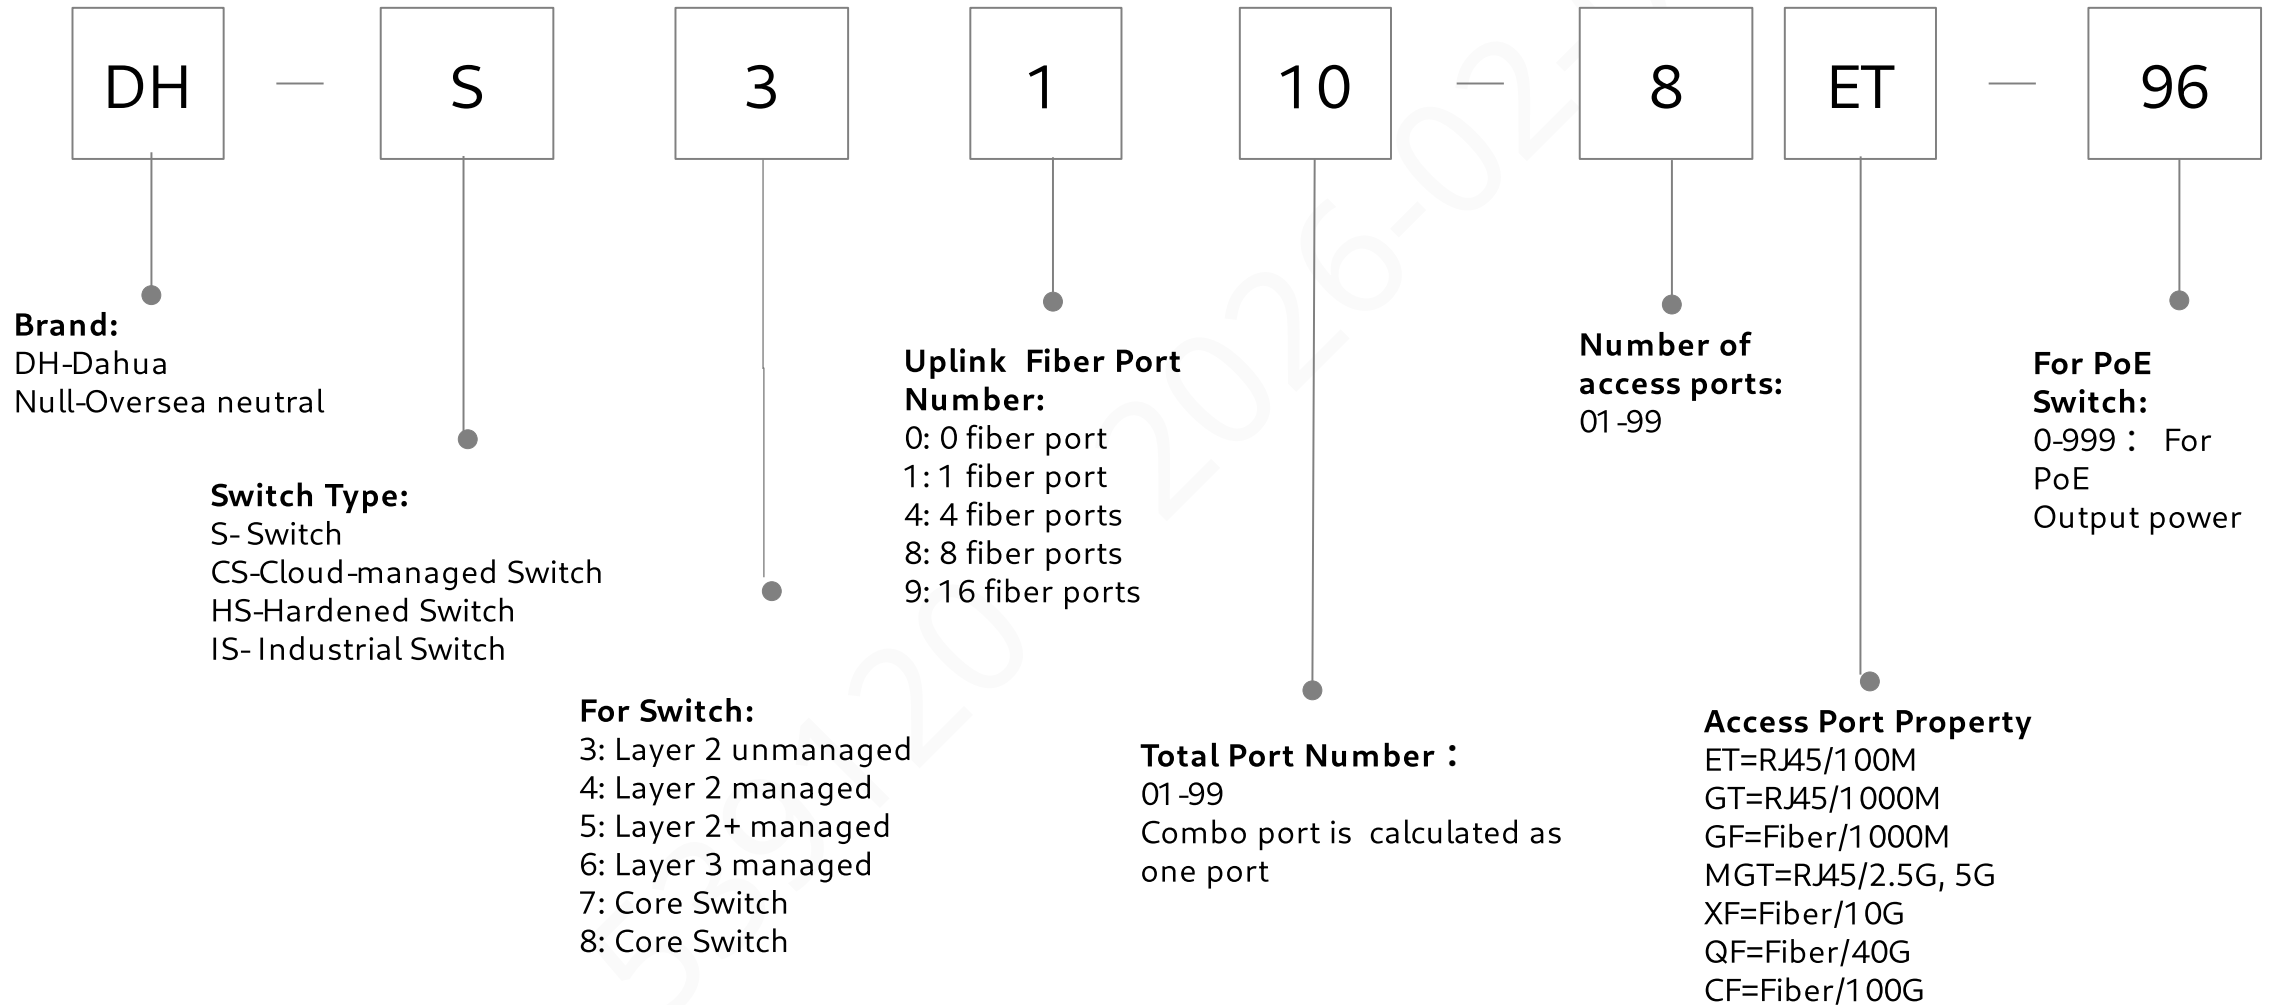 DH — S 3 1 10 — 8 ET — 96
Brand:
DH-Dahua
Null-Oversea neutral
Switch Type:
S- Switch
CS-Cloud-managed Switch
HS-Hardened Switch
IS- Industrial Switch
For Switch:
3: Layer 2 unmanaged
4: Layer 2 managed
5: Layer 2+ managed
6: Layer 3 managed
7: Core Switch
8: Core Switch
Uplink Fiber Port
Number:
0: 0 fiber port
1: 1 fiber port
4: 4 fiber ports
8: 8 fiber ports
9: 16 fiber ports
Total Port Number：
01-99
Combo port is calculated as
one port
Number of
access ports:
01-99
Access Port Property
ET=RJ45/100M
GT=RJ45/1000M
GF=Fiber/1000M
MGT=RJ45/2.5G, 5G
XF=Fiber/10G
QF=Fiber/40G
CF=Fiber/100G
For PoE
Switch:
0-999： For
PoE
Output power